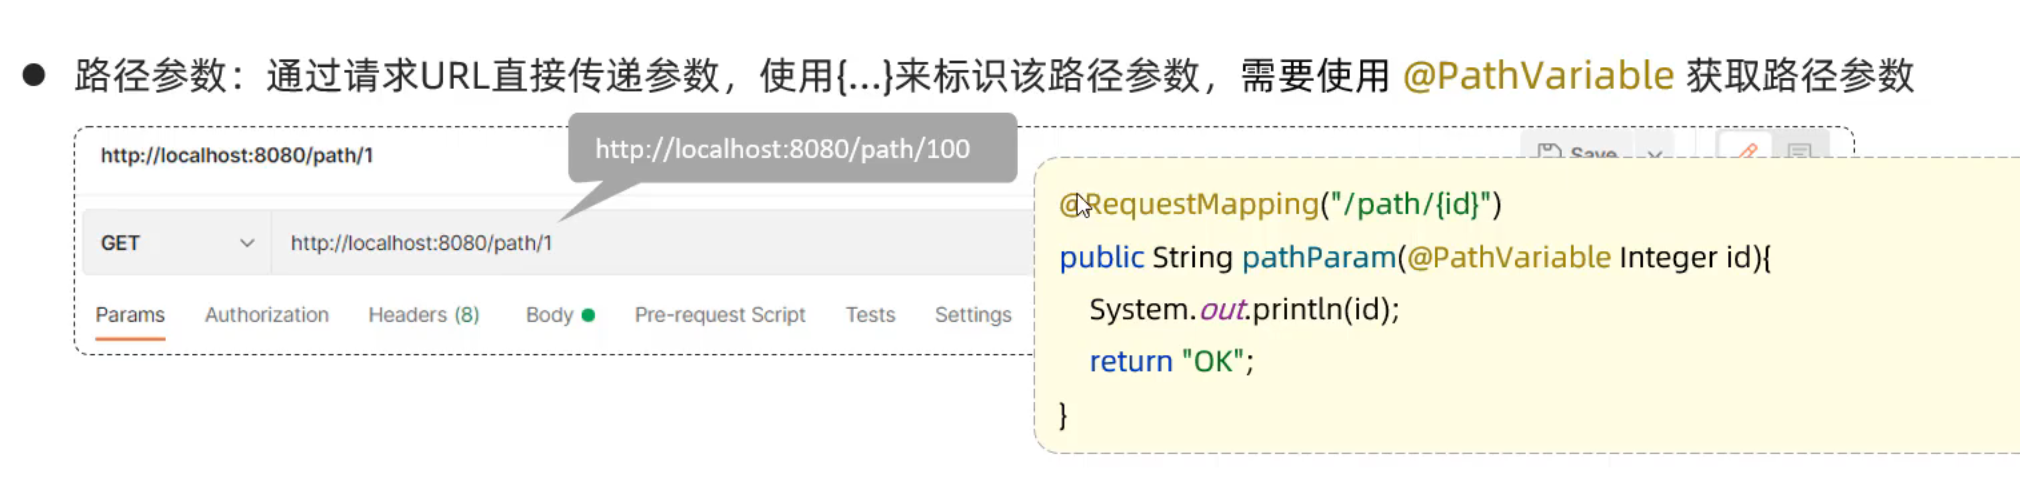 ● 路径参数：通过请求URL直接传递参数，使用{...}来标识该路径参数，需要使用 @PathVariable 获取路径参数
http://localhost:8080/path/1
http://localhost:8080/path/100
Save
GET
http://localhost:8080/path/1
Params Authorization Headers (8) Body Pre-request Script Tests Settings
@RequestMapping("/path/{id}")
public String pathParam(@PathVariable Integer id){
System.out.println(id);
return "OK";
}